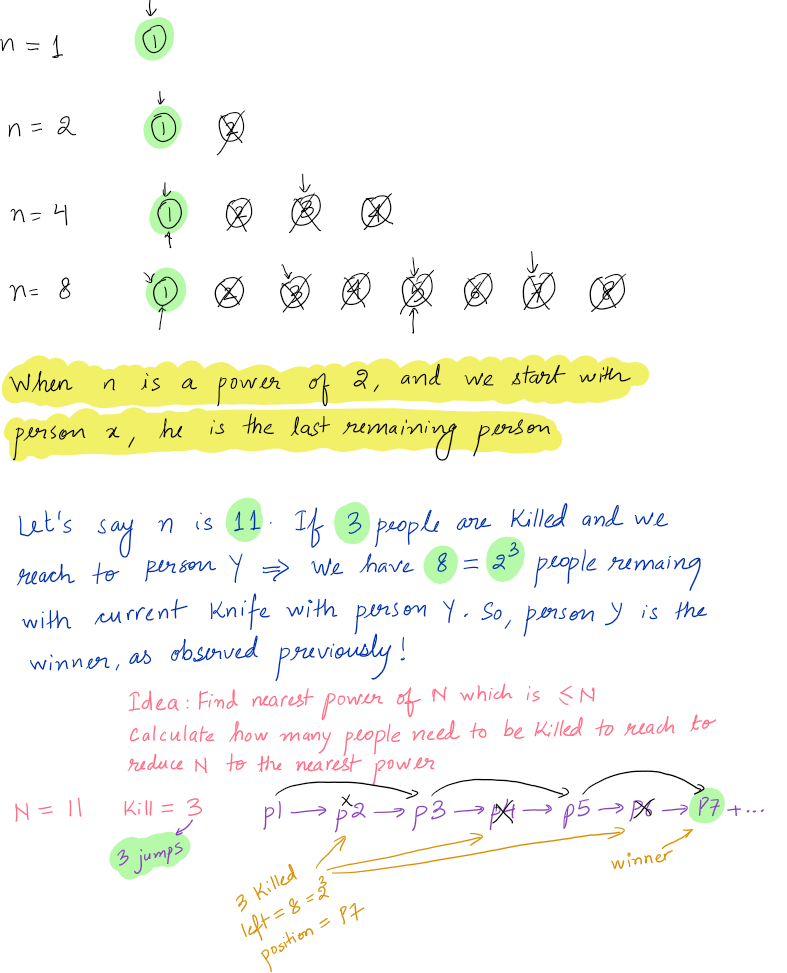 n = 1 1
n = 2 1 2
n = 4 1 2 3 4
n = 8 1 2 3 4 5 6 7 8
When n is a power of 2, and we start with
person x, he is the last remaining person
Let's say n is 11. If 3 people are Killed and we
reach to person Y ⇒ we have 8 = 2³ people remaing
with current Knife with person Y. So, person y is the
winner, as observed previously!
Idea: Find nearest power of N which is ≤ N
Calculate how many people need to be Killed to reach to
reduce N to the nearest power
N = 11 Kill = 3 p1 → p2 → p3 → p4 → p5 → p6 → P7 + ...
x
3 jumps
winner
3 Killed
left = 8 = 2³
position = P7